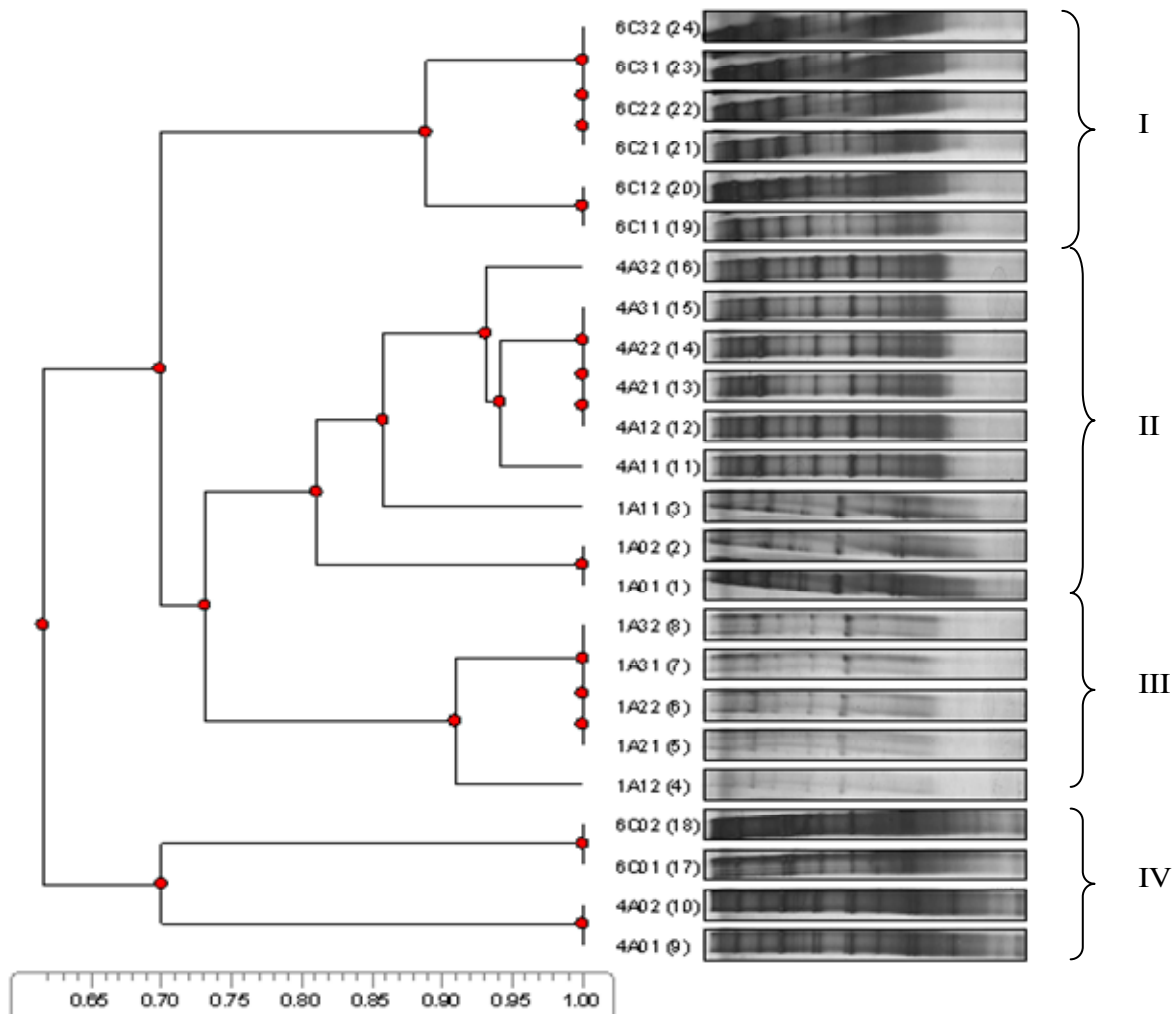 6C32 (24)
6C31 (23)
6C22 (22)
6C21 (21)
6C12 (20)
6C11 (19)
I
4A32 (16)
4A31 (15)
4A22 (14)
4A21 (13)
4A12 (12)
4A11 (11)
1A11 (3)
1A02 (2)
1A01 (1)
II
1A32 (8)
1A31 (7)
1A22 (6)
1A21 (5)
1A12 (4)
III
6C02 (18)
6C01 (17)
4A02 (10)
4A01 (9)
IV
0.65 0.70 0.75 0.80 0.85 0.90 0.95 1.00